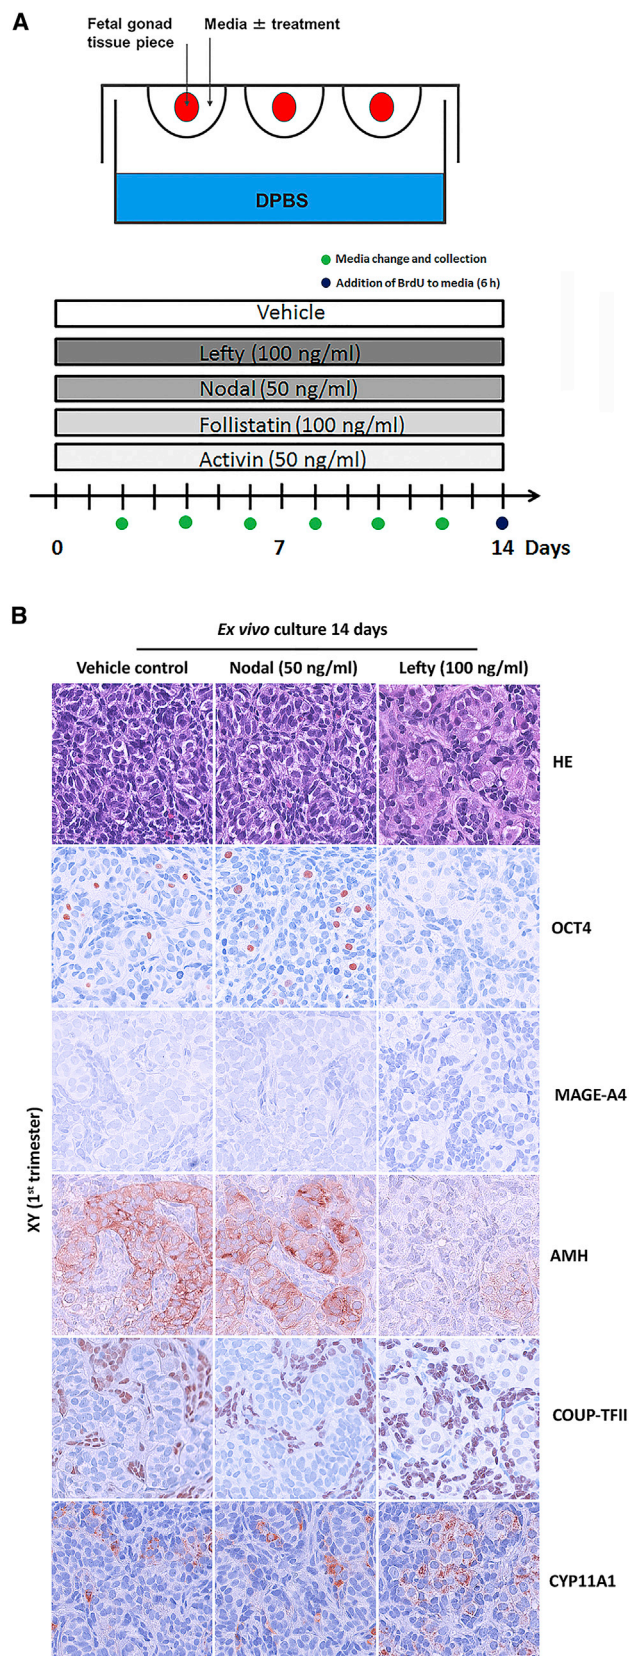 A
Fetal gonad
tissue piece
Media ± treatment
DPBS
Media change and collection
Addition of BrdU to media (6 h)
Vehicle
Lefty (100 ng/ml)
Nodal (50 ng/ml)
Follistatin (100 ng/ml)
Activin (50 ng/ml)
0 7 14 Days
B
Ex vivo culture 14 days
Vehicle control Nodal (50 ng/ml) Lefty (100 ng/ml)
XY (1st trimester)
HE
OCT4
MAGE-A4
AMH
COUP-TFII
CYP11A1